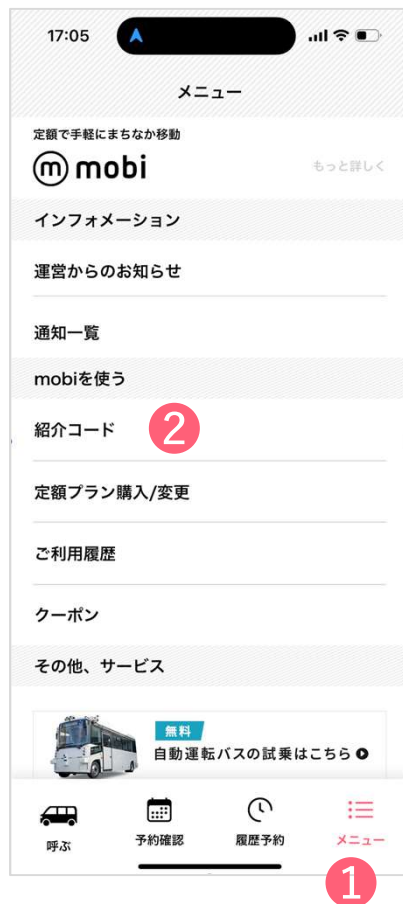 17:05
メニュー
定額で手軽にまちなか移動
m mobi
もっと詳しく
インフォメーション
運営からのお知らせ
通知一覧
mobiを使う
紹介コード 2
定額プラン購入/変更
ご利用履歴
クーポン
その他、サービス
無料
自動運転バスの試乗はこちら
呼ぶ 予約確認 履歴予約 メニュー
1